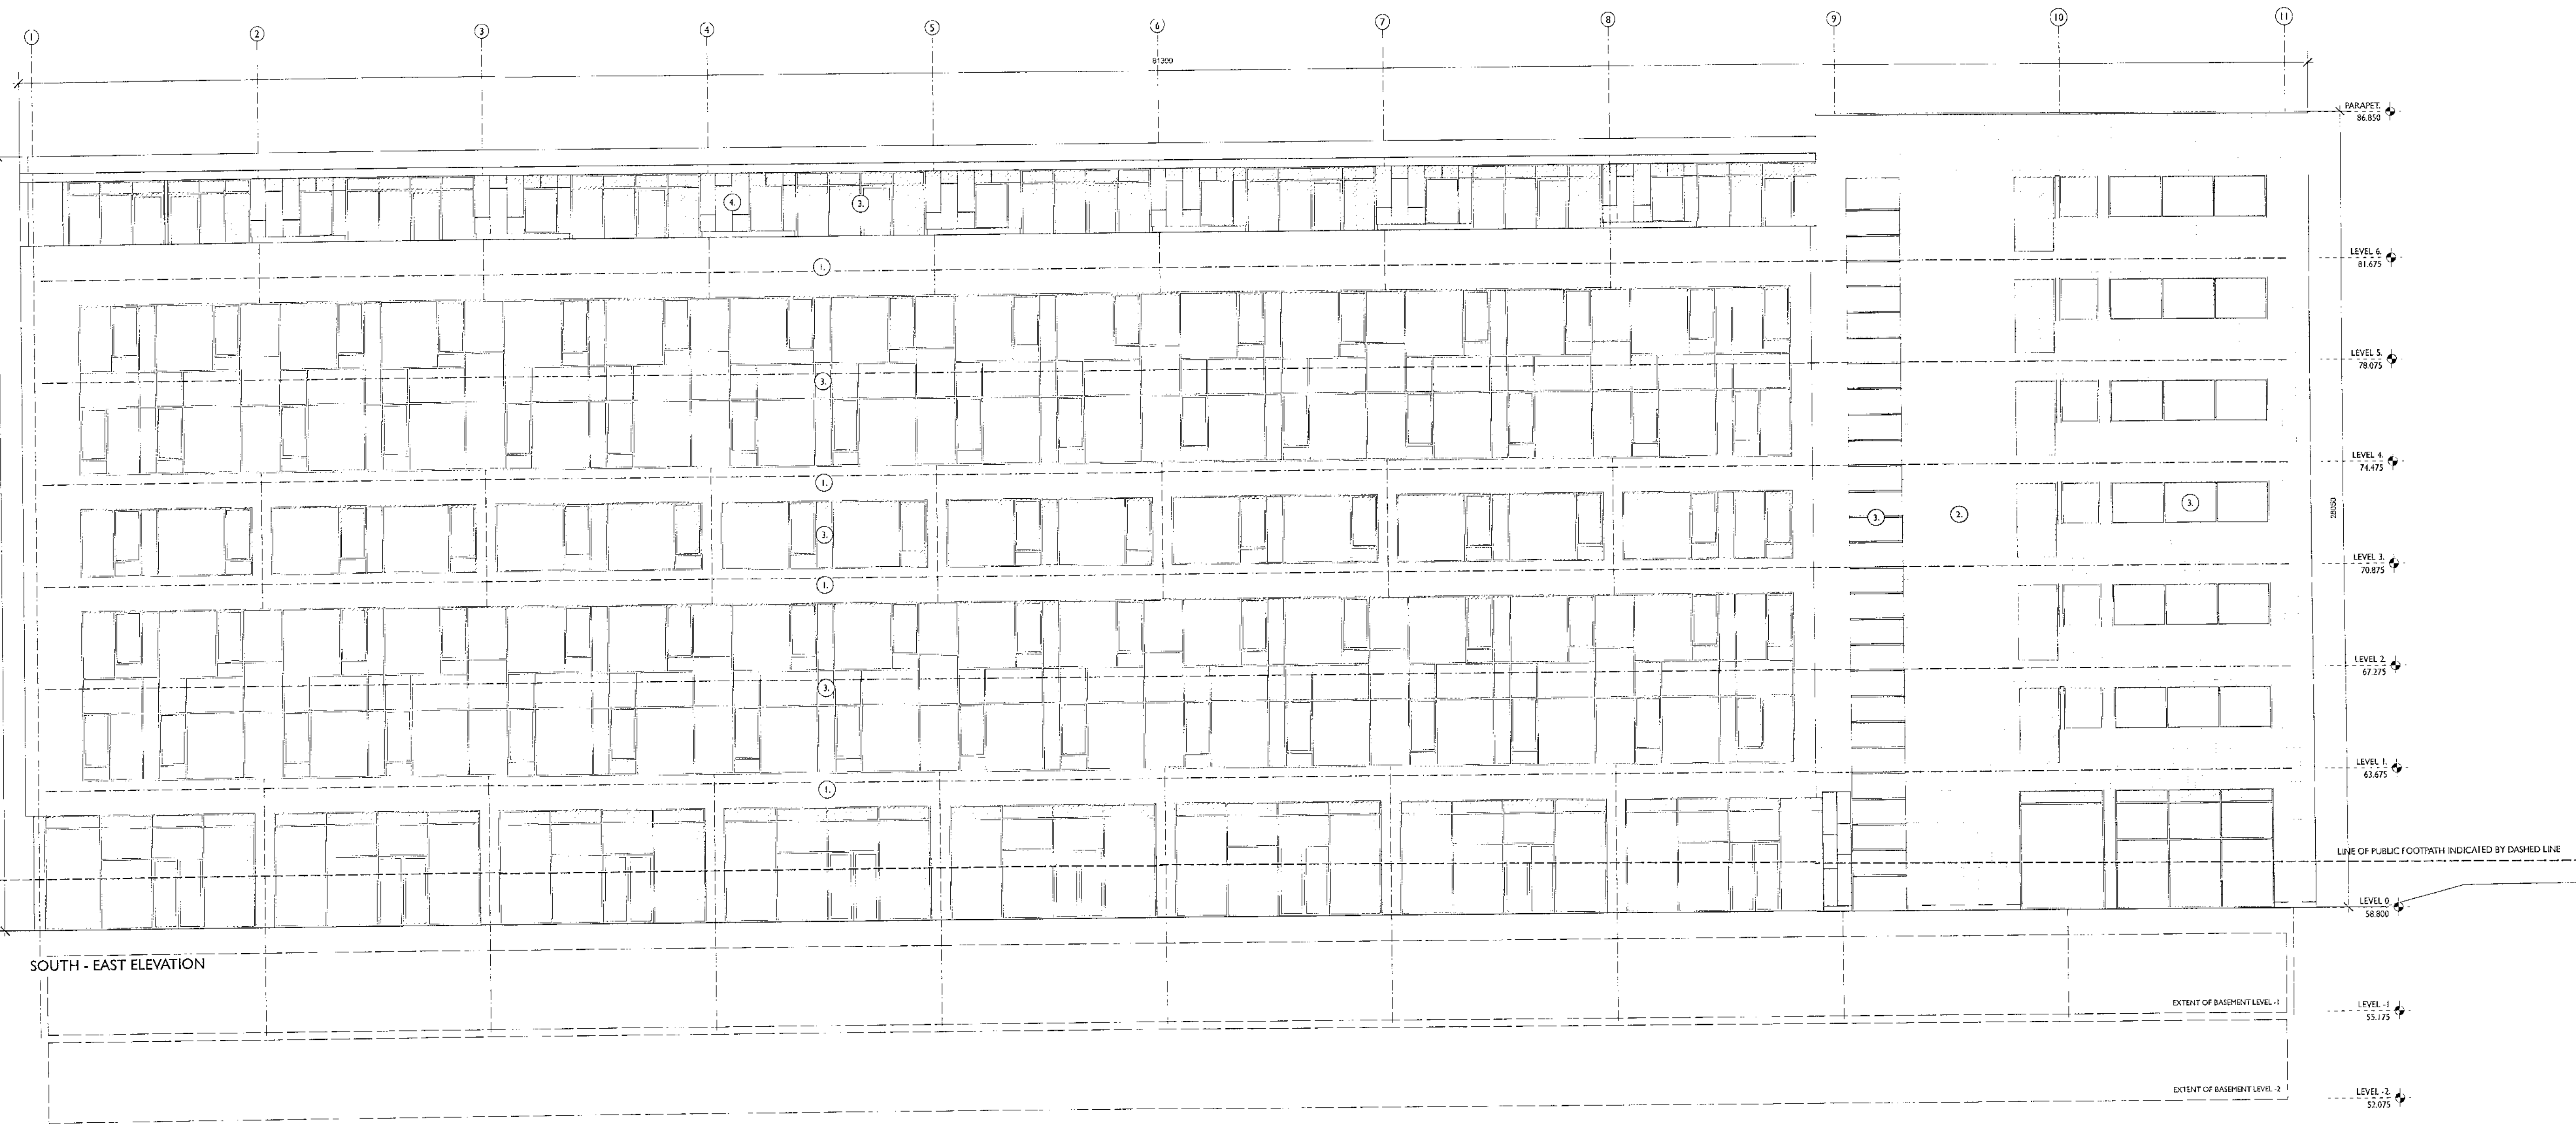 1 2 3 4 5 6 7 8 9 10 11
81399
PARAPET.
86.850
4. 3.
LEVEL 6.
81.675
1.
LEVEL 5.
78.075
3.
LEVEL 4.
74.475
1.
3. 3. 2. 3.
28050
LEVEL 3.
70.875
1.
LEVEL 2.
67.275
3.
LEVEL 1.
63.675
1.
LINE OF PUBLIC FOOTPATH INDICATED BY DASHED LINE
LEVEL 0.
58.800
SOUTH - EAST ELEVATION
EXTENT OF BASEMENT LEVEL -1
LEVEL -1
55.175
EXTENT OF BASEMENT LEVEL -2
LEVEL -2.
52.075